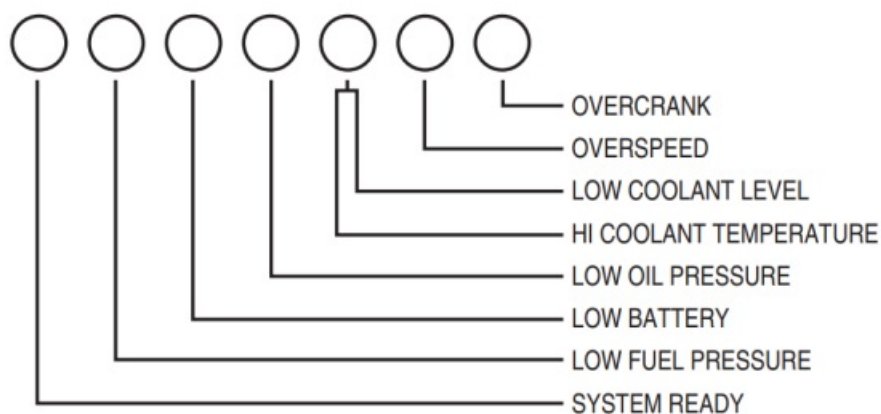 OVERCRANK
OVERSPEED
LOW COOLANT LEVEL
HI COOLANT TEMPERATURE
LOW OIL PRESSURE
LOW BATTERY
LOW FUEL PRESSURE
SYSTEM READY